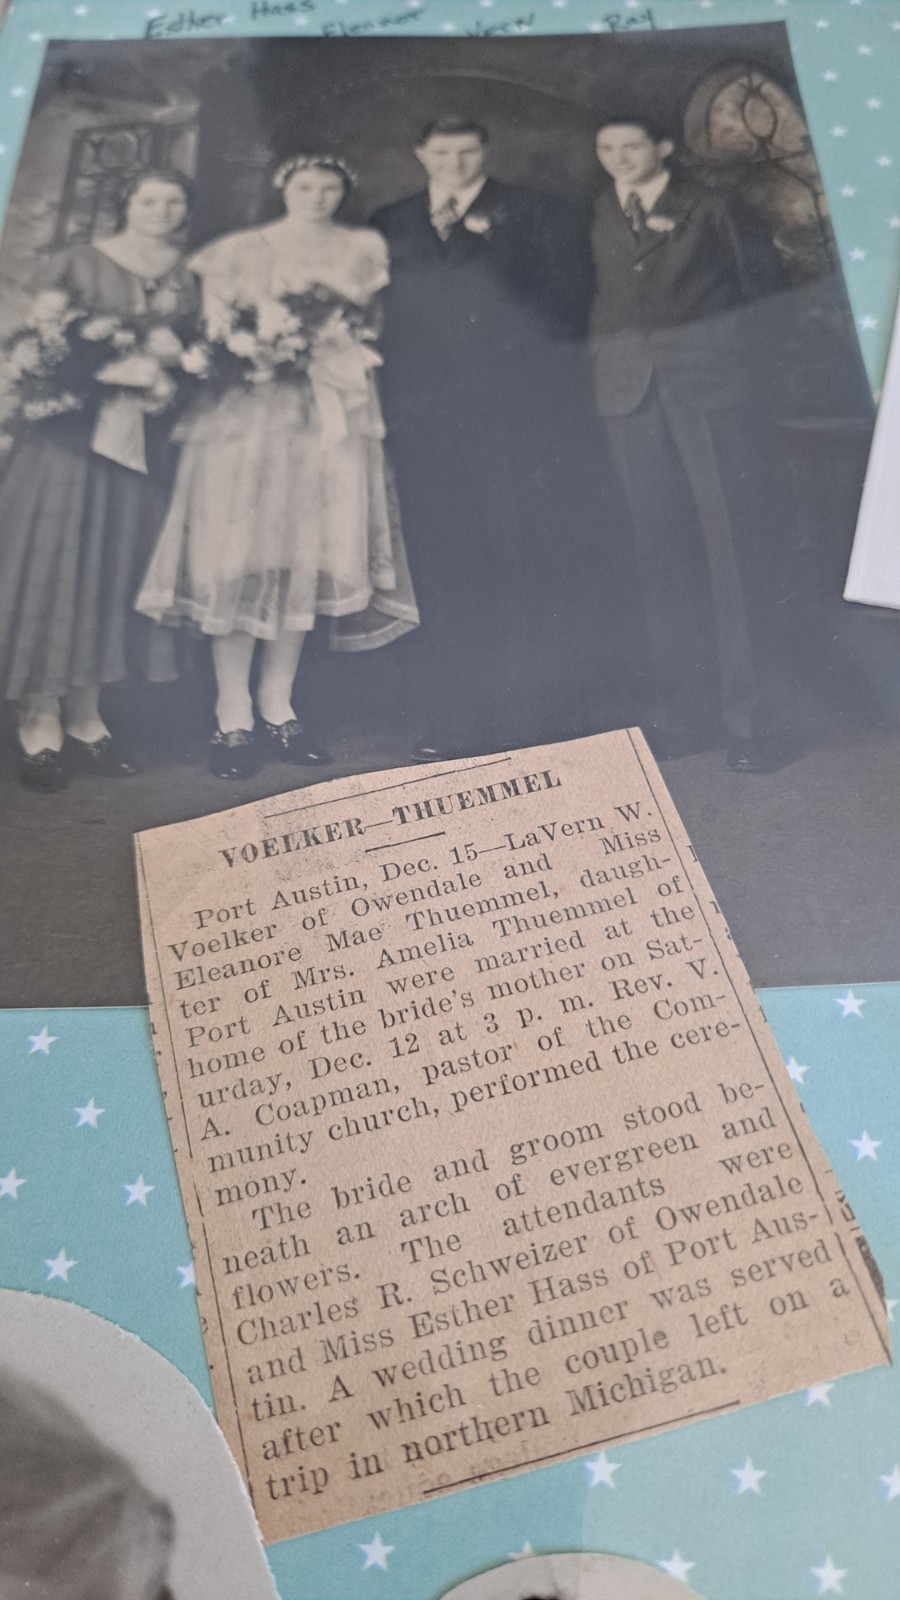 Esther Hass
Eleanor
Vern
Ray
VOELKER—THUEMMEL
Port Austin, Dec. 15—LaVern W.
Voelker of Owendale and Miss
Eleanore Mae Thuemmel, daugh-
ter of Mrs. Amelia Thuemmel of
Port Austin were married at the
home of the bride's mother on Sat-
urday, Dec. 12 at 3 p. m. Rev. V.
A. Coapman, pastor of the Com-
munity church, performed the cere-
mony.
The bride and groom stood be-
neath an arch of evergreen and
flowers. The attendants were
Charles R. Schweizer of Owendale
and Miss Esther Hass of Port Aus-
tin. A wedding dinner was served
after which the couple left on a
trip in northern Michigan.